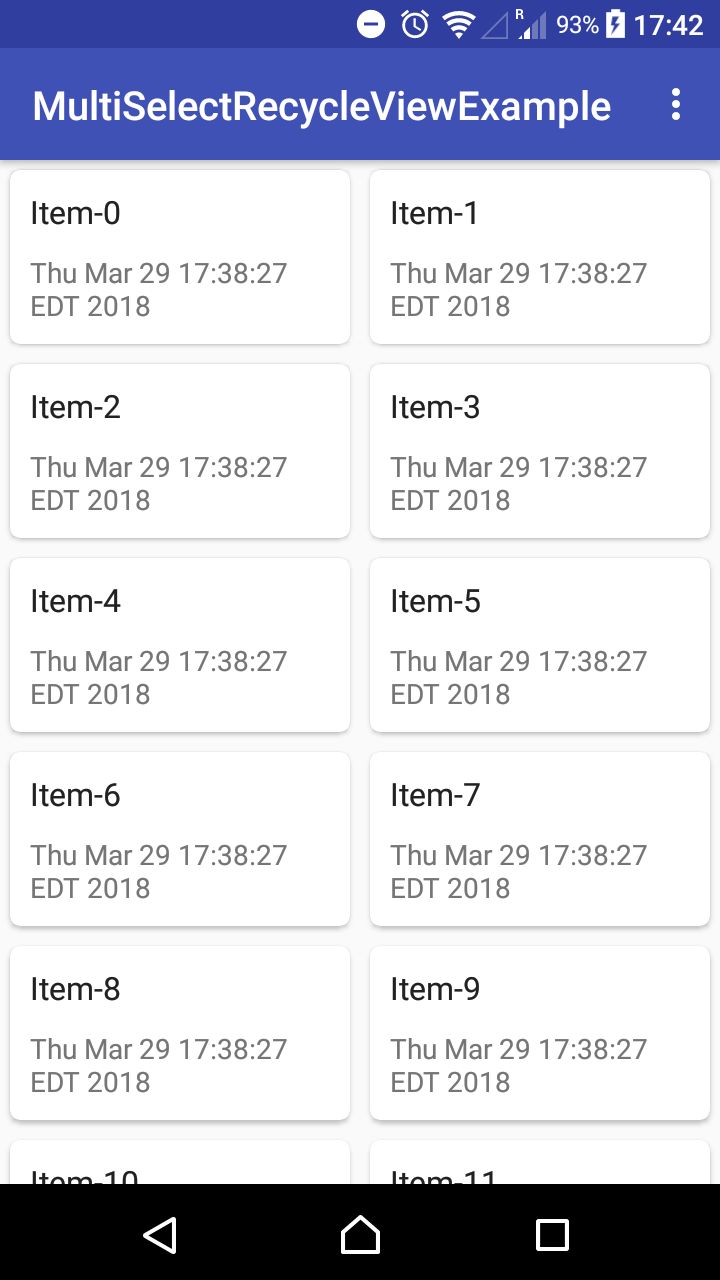 R 93% 17:42
MultiSelectRecycleViewExample
Item-0
Thu Mar 29 17:38:27
EDT 2018
Item-1
Thu Mar 29 17:38:27
EDT 2018
Item-2
Thu Mar 29 17:38:27
EDT 2018
Item-3
Thu Mar 29 17:38:27
EDT 2018
Item-4
Thu Mar 29 17:38:27
EDT 2018
Item-5
Thu Mar 29 17:38:27
EDT 2018
Item-6
Thu Mar 29 17:38:27
EDT 2018
Item-7
Thu Mar 29 17:38:27
EDT 2018
Item-8
Thu Mar 29 17:38:27
EDT 2018
Item-9
Thu Mar 29 17:38:27
EDT 2018
Item-10
Item-11